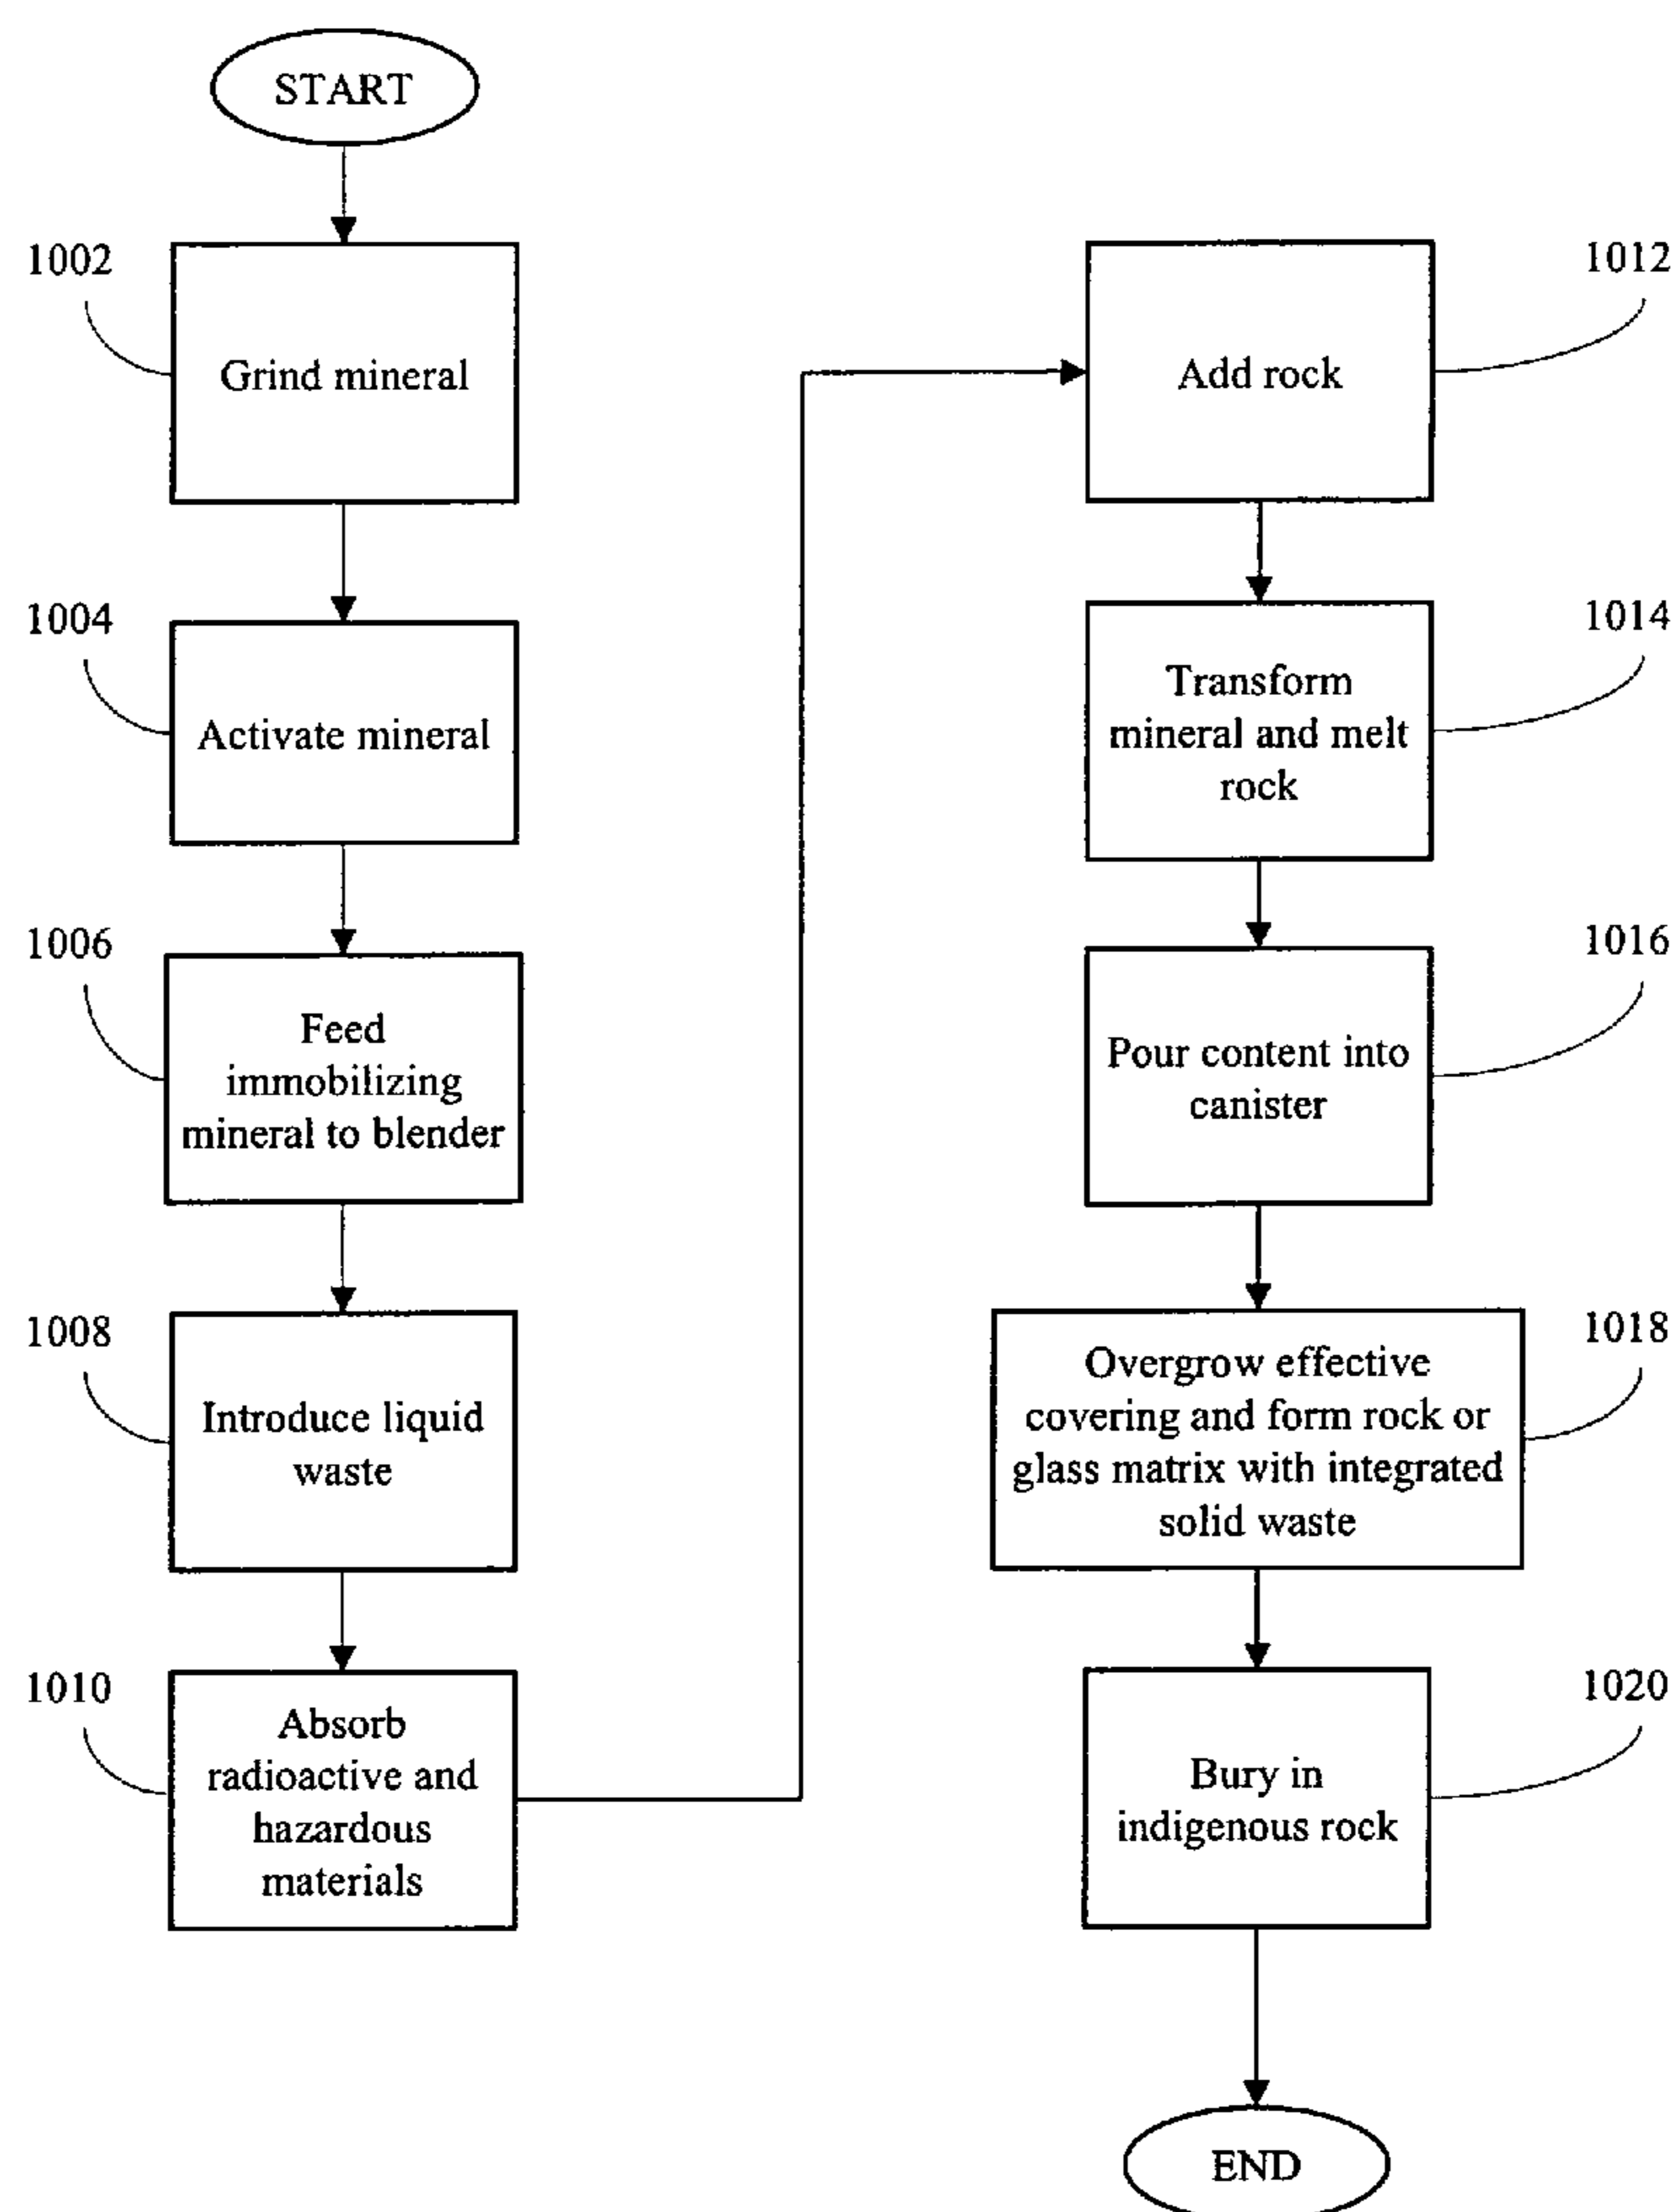 START
1002
Grind mineral
1004
Activate mineral
1006
Feed
immobilizing
mineral to blender
1008
Introduce liquid
waste
1010
Absorb
radioactive and
hazardous
materials
1012
Add rock
1014
Transform
mineral and melt
rock
1016
Pour content into
canister
1018
Overgrow effective
covering and form rock or
glass matrix with integrated
solid waste
1020
Bury in
indigenous rock
END